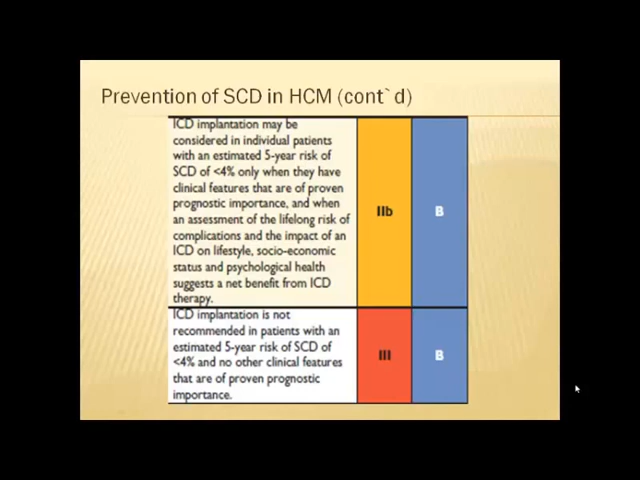 Prevention of SCD in HCM (cont`d)
ICD implantation may be
considered in individual patients
with an estimated 5-year risk of
SCD of <4% only when they have
clinical features that are of proven
prognostic importance, and when
an assessment of the lifelong risk of
complications and the impact of an
ICD on lifestyle, socio-economic
status and psychological health
suggests a net benefit from ICD
therapy.
IIb
B
ICD implantation is not
recommended in patients with an
estimated 5-year risk of SCD of
<4% and no other clinical features
that are of proven prognostic
importance.
III
B